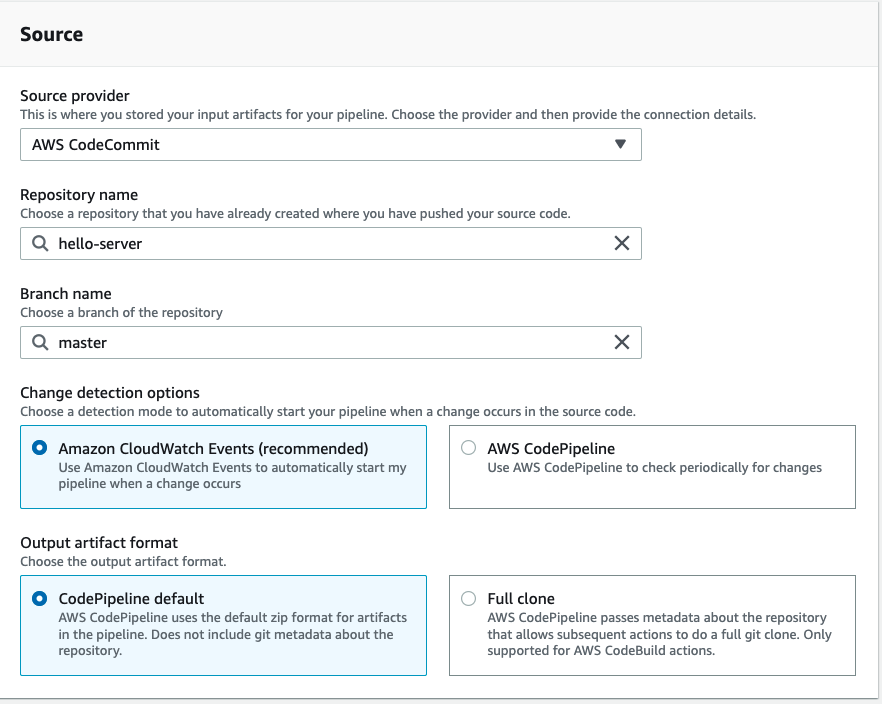 Source
Source provider
This is where you stored your input artifacts for your pipeline. Choose the provider and then provide the connection details.
AWS CodeCommit
Repository name
Choose a repository that you have already created where you have pushed your source code.
hello-server
Branch name
Choose a branch of the repository
master
Change detection options
Choose a detection mode to automatically start your pipeline when a change occurs in the source code.
Amazon CloudWatch Events (recommended)
Use Amazon CloudWatch Events to automatically start my
pipeline when a change occurs
AWS CodePipeline
Use AWS CodePipeline to check periodically for changes
Output artifact format
Choose the output artifact format.
CodePipeline default
AWS CodePipeline uses the default zip format for artifacts
in the pipeline. Does not include git metadata about the
repository.
Full clone
AWS CodePipeline passes metadata about the repository
that allows subsequent actions to do a full git clone. Only
supported for AWS CodeBuild actions.